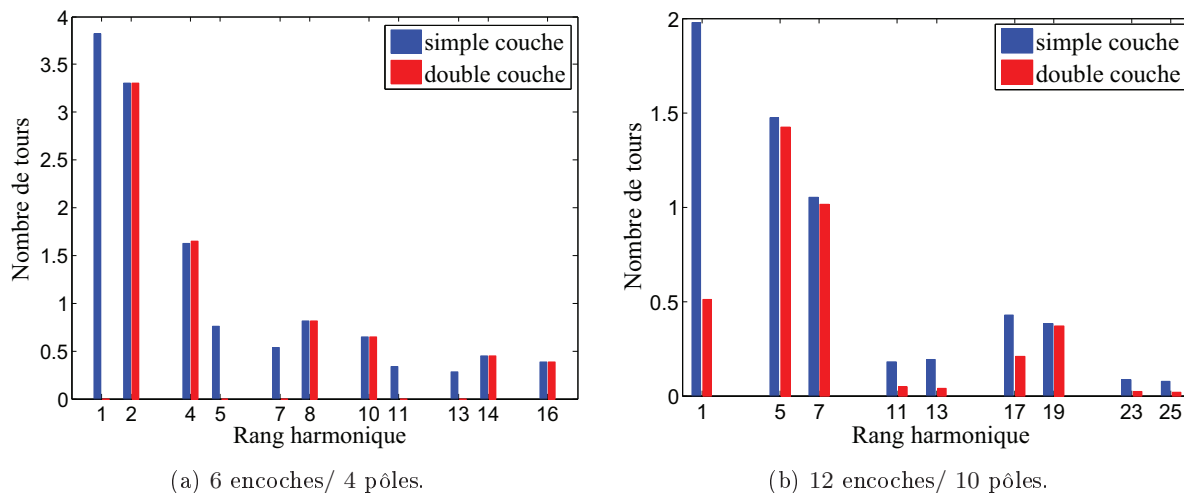 4
3.5
3
2.5
2
1.5
1
0.5
0
Nombre de tours
simple couche
double couche
1 2 4 5 7 8 10 11 13 14 16
Rang harmonique
(a) 6 encoches/ 4 pôles.
2
1.5
1
0.5
0
Nombre de tours
simple couche
double couche
1 5 7 11 13 17 19 23 25
Rang harmonique
(b) 12 encoches/ 10 pôles.